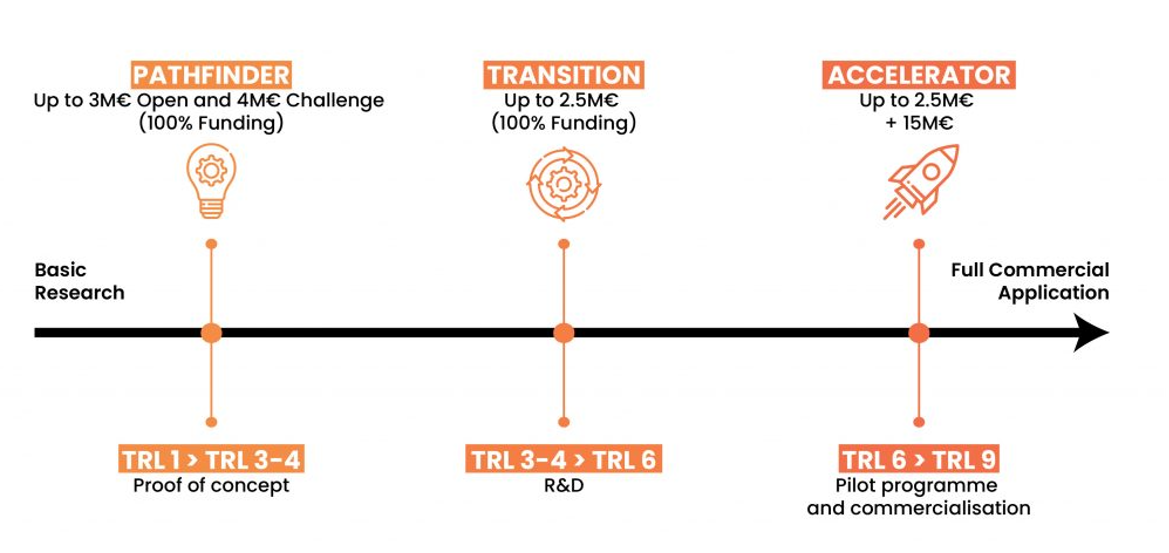 PATHFINDER
Up to 3M€ Open and 4M€ Challenge
(100% Funding)
TRANSITION
Up to 2.5M€
(100% Funding)
ACCELERATOR
Up to 2.5M€
+ 15M€
Basic
Research
Full Commercial
Application
TRL 1 > TRL 3-4
Proof of concept
TRL 3-4 > TRL 6
R&D
TRL 6 > TRL 9
Pilot programme
and commercialisation